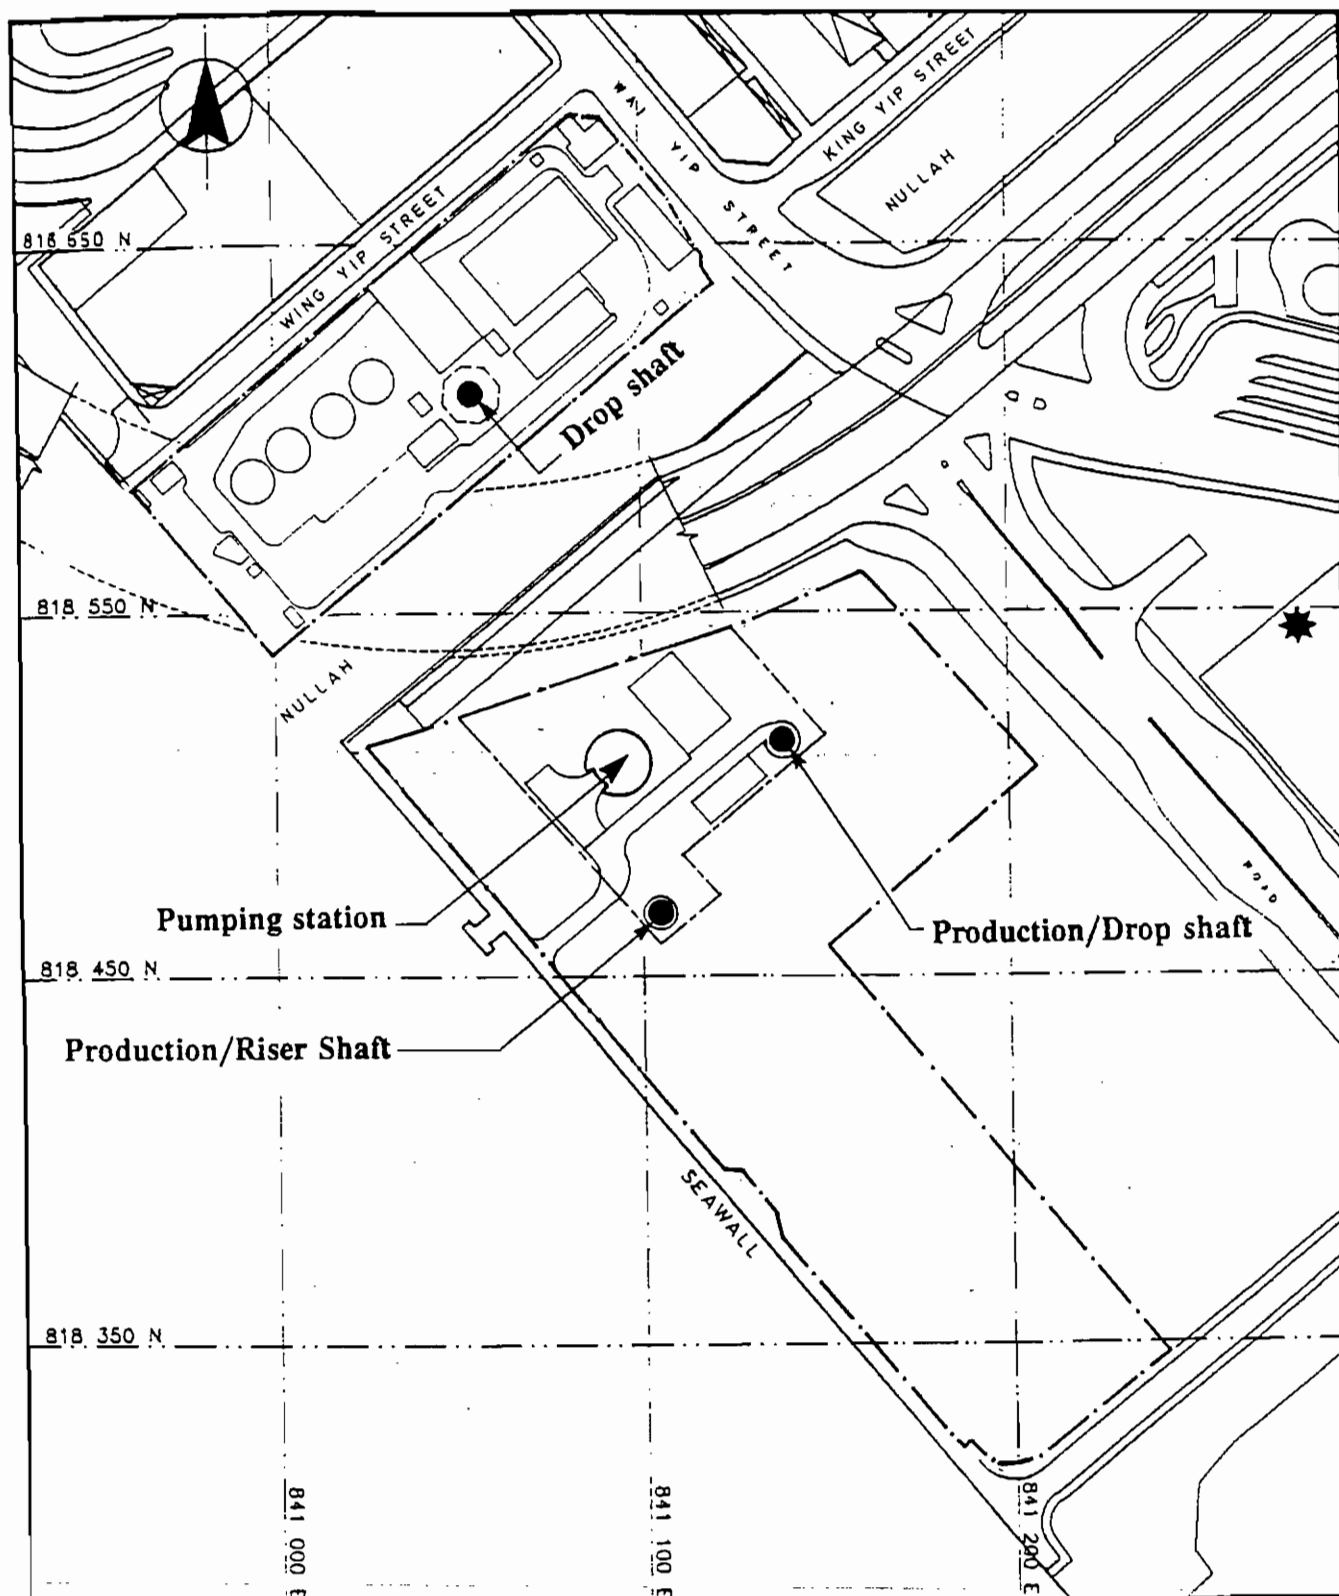 WAI YIP STREET
KING YIP STREET
NULLAH
WING YIP STREET
818 650 N
Drop shaft
818 550 N
NULLAH
ROAD
Pumping station
Production/Drop shaft
818 450 N
Production/Riser Shaft
SEAWALL
818 350 N
841 000 E
841 100 E
841 200 E